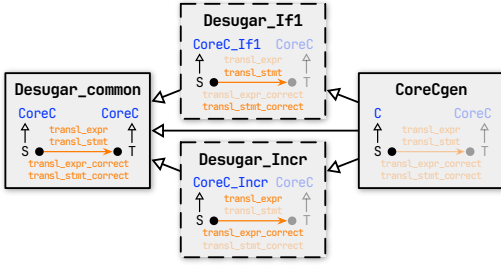 Desugar_If1
CoreC_If1 CoreC
transl_expr
transl_stmt
S T
transl_expr_correct
transl_stmt_correct
Desugar_common
CoreC CoreC
transl_expr
transl_stmt
S T
transl_expr_correct
transl_stmt_correct
CoreCgen
C CoreC
transl_expr
transl_stmt
S T
transl_expr_correct
transl_stmt_correct
Desugar_Incr
CoreC_Incr CoreC
transl_expr
transl_stmt
S T
transl_expr_correct
transl_stmt_correct